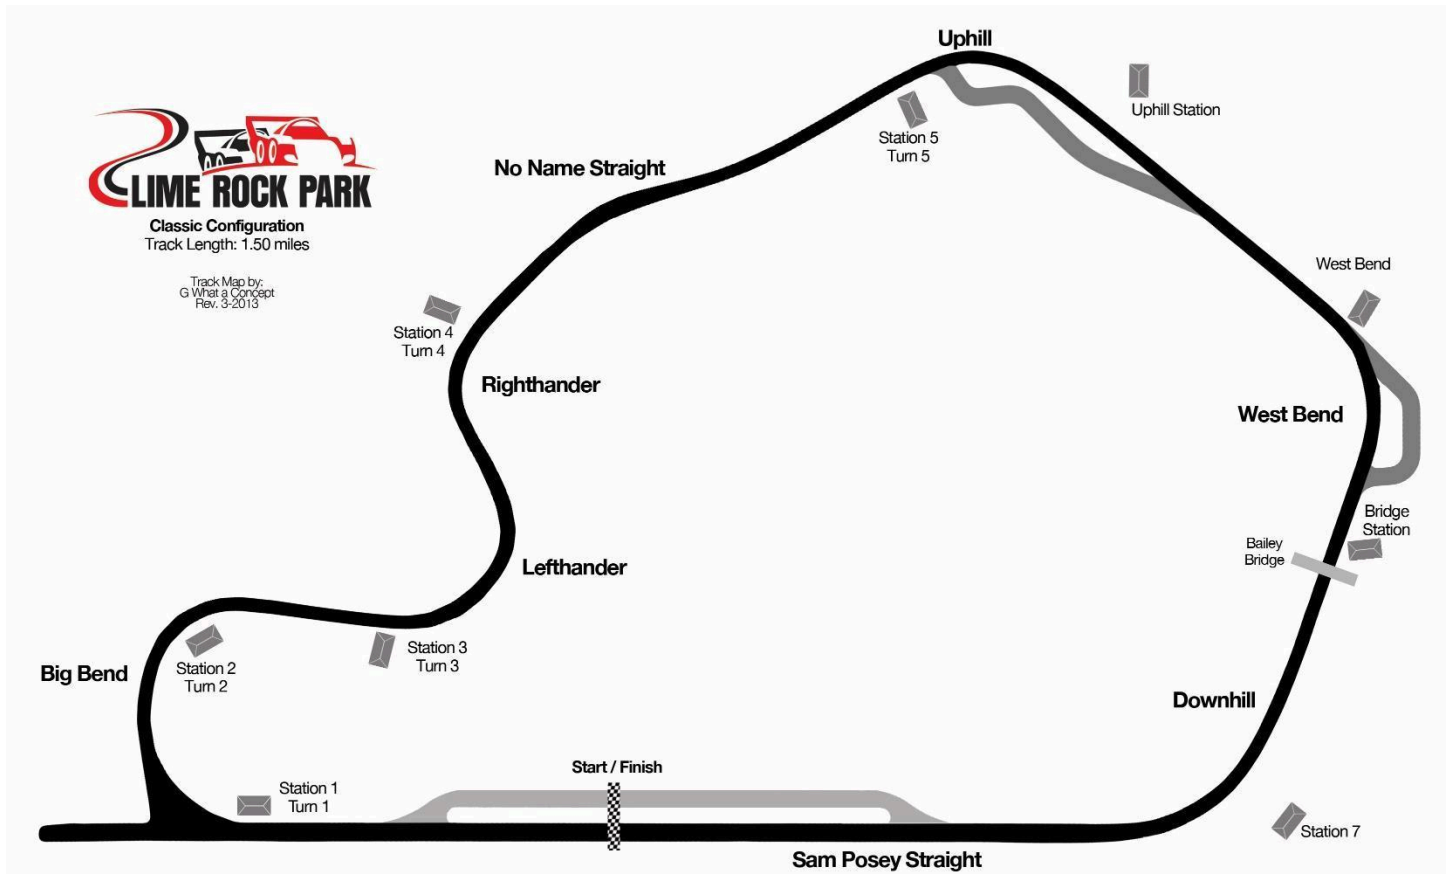 LIME ROCK PARK
Classic Configuration
Track Length: 1.50 miles
Track Map by:
G What a Concept
Rev. 3-2013
Uphill
Uphill Station
Station 5
Turn 5
No Name Straight
West Bend
Station 4
Turn 4
Righthander
West Bend
Bridge
Station
Bailey
Bridge
Lefthander
Station 3
Turn 3
Big Bend
Station 2
Turn 2
Downhill
Start / Finish
Station 1
Turn 1
Station 7
Sam Posey Straight